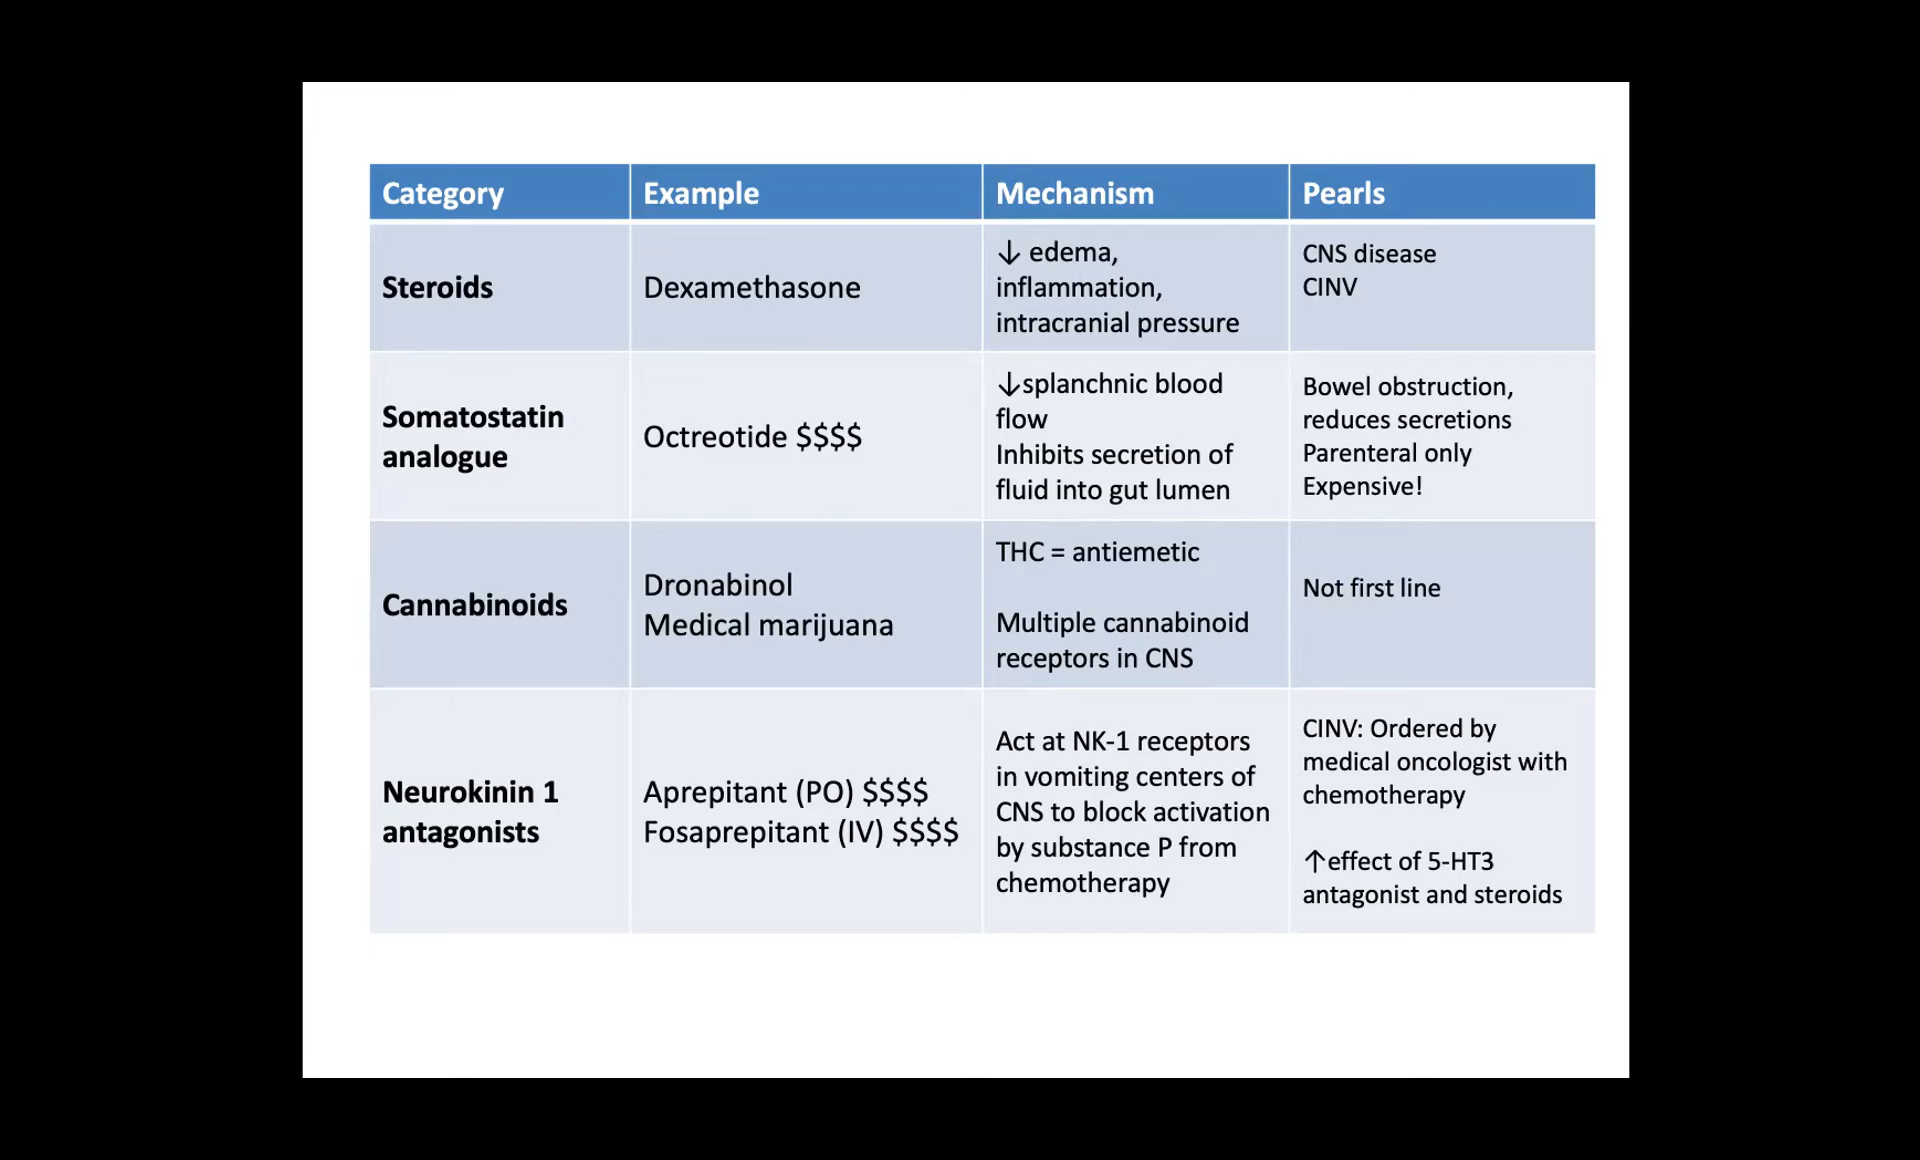 Category Example Mechanism Pearls
Steroids
Dexamethasone
↓ edema,
inflammation,
intracranial pressure
CNS disease
CINV
Somatostatin
analogue
Octreotide $$$$
↓splanchnic blood
flow
Inhibits secretion of
fluid into gut lumen
Bowel obstruction,
reduces secretions
Parenteral only
Expensive!
Cannabinoids
Dronabinol
Medical marijuana
THC = antiemetic
Multiple cannabinoid
receptors in CNS
Not first line
Neurokinin 1
antagonists
Aprepitant (PO) $$$$
Fosaprepitant (IV) $$$$
Act at NK-1 receptors
in vomiting centers of
CNS to block activation
by substance P from
chemotherapy
CINV: Ordered by
medical oncologist with
chemotherapy
↑effect of 5-HT3
antagonist and steroids